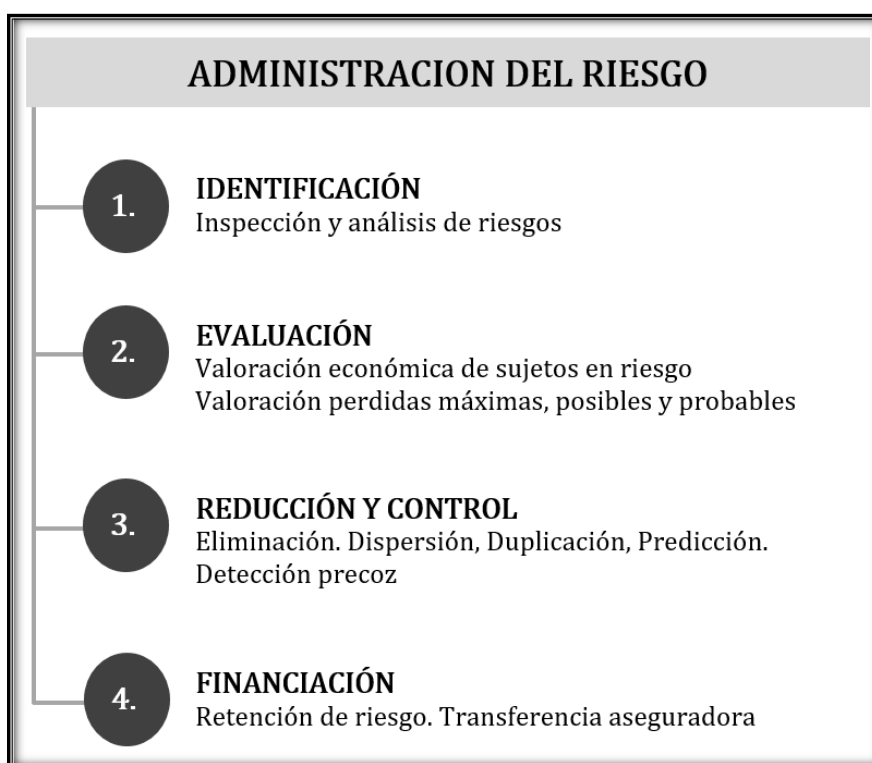 ADMINISTRACION DEL RIESGO
1.
IDENTIFICACIÓN
Inspección y análisis de riesgos
2.
EVALUACIÓN
Valoración económica de sujetos en riesgo
Valoración perdidas máximas, posibles y probables
3.
REDUCCIÓN Y CONTROL
Eliminación. Dispersión, Duplicación, Predicción.
Detección precoz
4.
FINANCIACIÓN
Retención de riesgo. Transferencia aseguradora